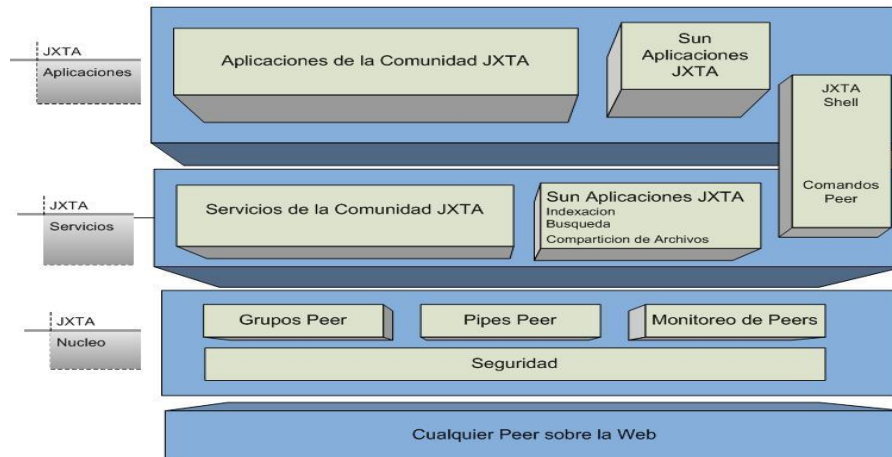 JXTA
Aplicaciones
Aplicaciones de la Comunidad JXTA
Sun
Aplicaciones
JXTA
JXTA
Shell
Comandos
Peer
JXTA
Servicios
Servicios de la Comunidad JXTA
Sun Aplicaciones JXTA
Indexacion
Busqueda
Comparticion de Archivos
JXTA
Nucleo
Grupos Peer
Pipes Peer
Monitoreo de Peers
Seguridad
Cualquier Peer sobre la Web